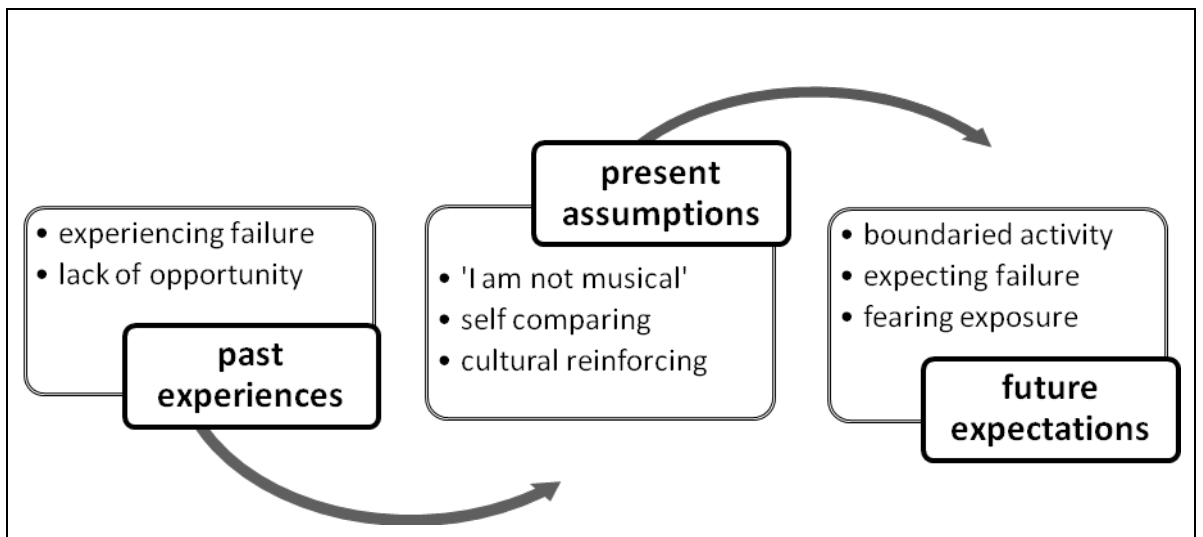 • experiencing failure
• lack of opportunity
past
experiences
present
assumptions
• 'I am not musical'
• self comparing
• cultural reinforcing
• boundaried activity
• expecting failure
• fearing exposure
future
expectations